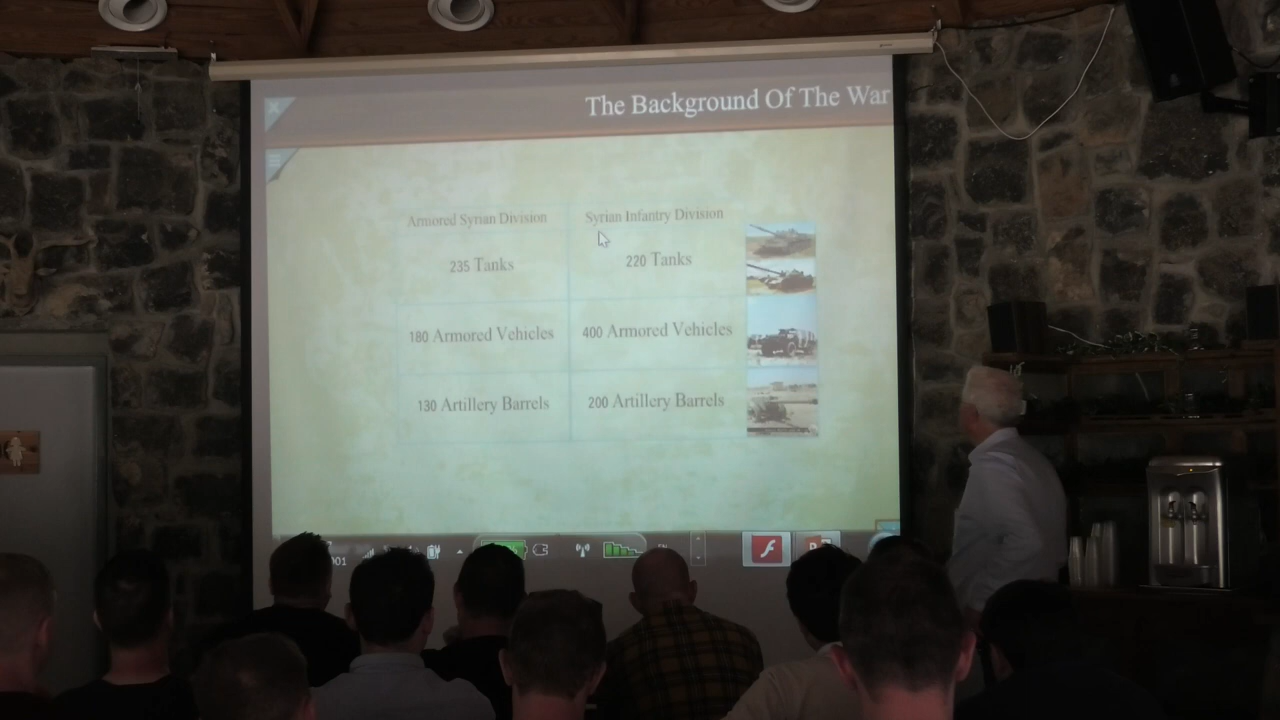 The Background Of The War
Armored Syrian Division Syrian Infantry Division
235 Tanks 220 Tanks
180 Armored Vehicles 400 Armored Vehicles
130 Artillery Barrels 200 Artillery Barrels